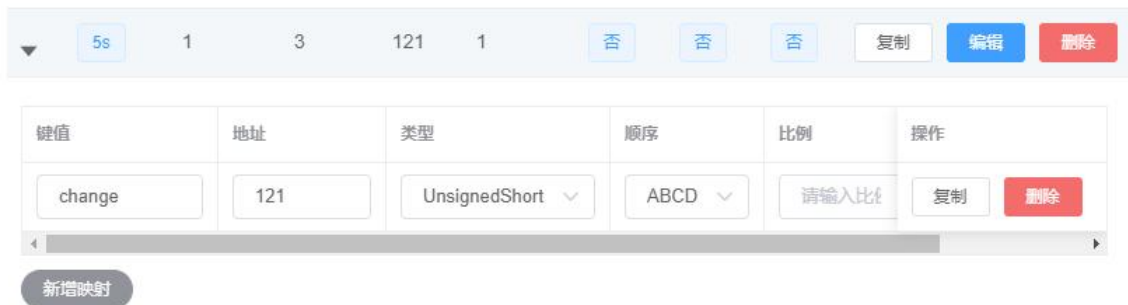 5s 1 3 121 1 否 否 否 复制 编辑 删除
键值 地址 类型 顺序 比例 操作
change 121 UnsignedShort ABCD 请输入比 复制 删除
新增映射